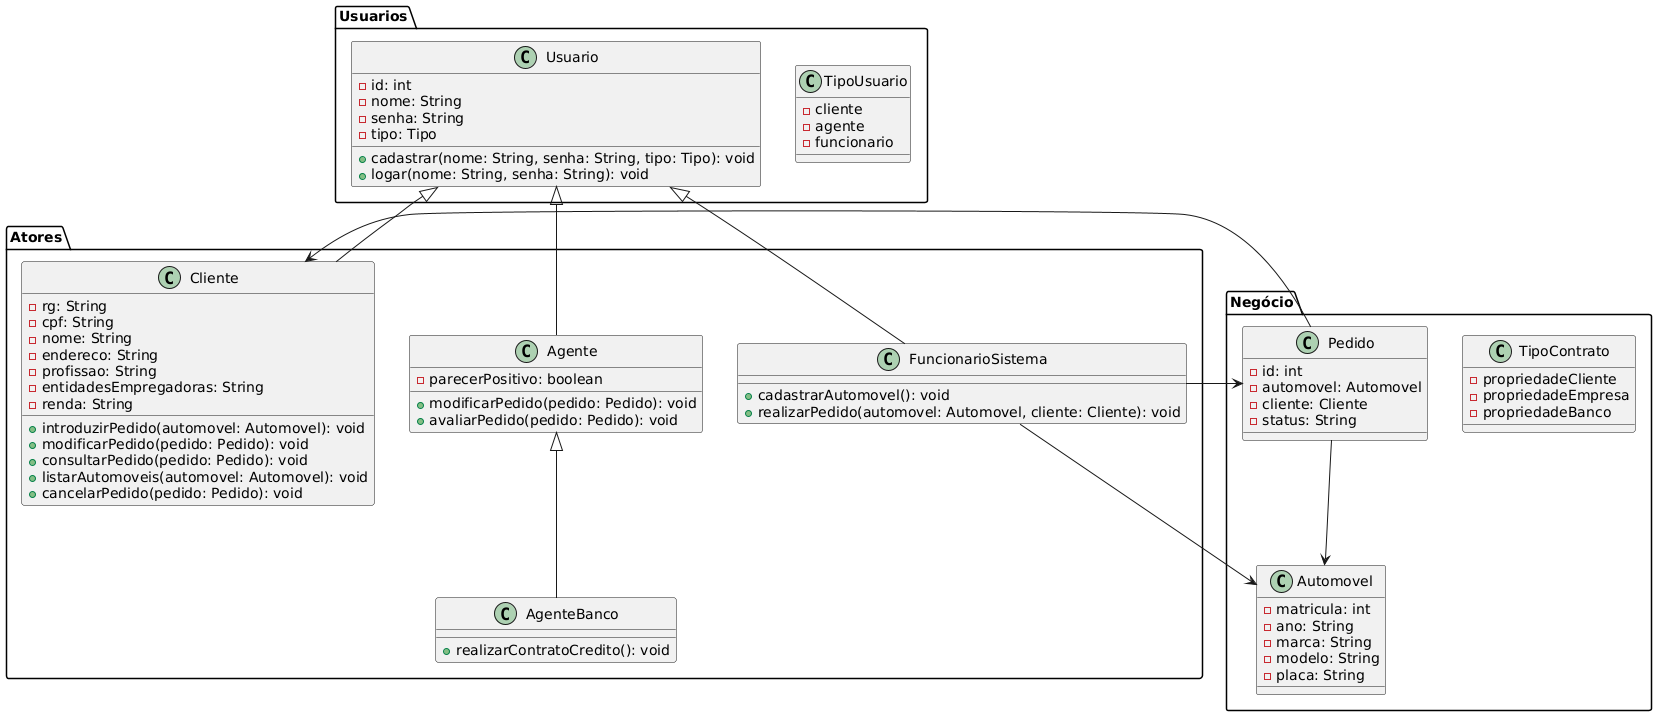 Usuarios
C Usuario
id: int
nome: String
senha: String
tipo: Tipo
cadastrar(nome: String, senha: String, tipo: Tipo): void
logar(nome: String, senha: String): void
C TipoUsuario
cliente
agente
funcionario
Atores
C Cliente
rg: String
cpf: String
nome: String
endereco: String
profissao: String
entidadesEmpregadoras: String
renda: String
introduzirPedido(automovel: Automovel): void
modificarPedido(pedido: Pedido): void
consultarPedido(pedido: Pedido): void
listarAutomoveis(automovel: Automovel): void
cancelarPedido(pedido: Pedido): void
C Agente
parecerPositivo: boolean
modificarPedido(pedido: Pedido): void
avaliarPedido(pedido: Pedido): void
C FuncionarioSistema
cadastrarAutomovel(): void
realizarPedido(automovel: Automovel, cliente: Cliente): void
C AgenteBanco
realizarContratoCredito(): void
Negócio
C Pedido
id: int
automovel: Automovel
cliente: Cliente
status: String
C TipoContrato
propriedadeCliente
propriedadeEmpresa
propriedadeBanco
C Automovel
matricula: int
ano: String
marca: String
modelo: String
placa: String